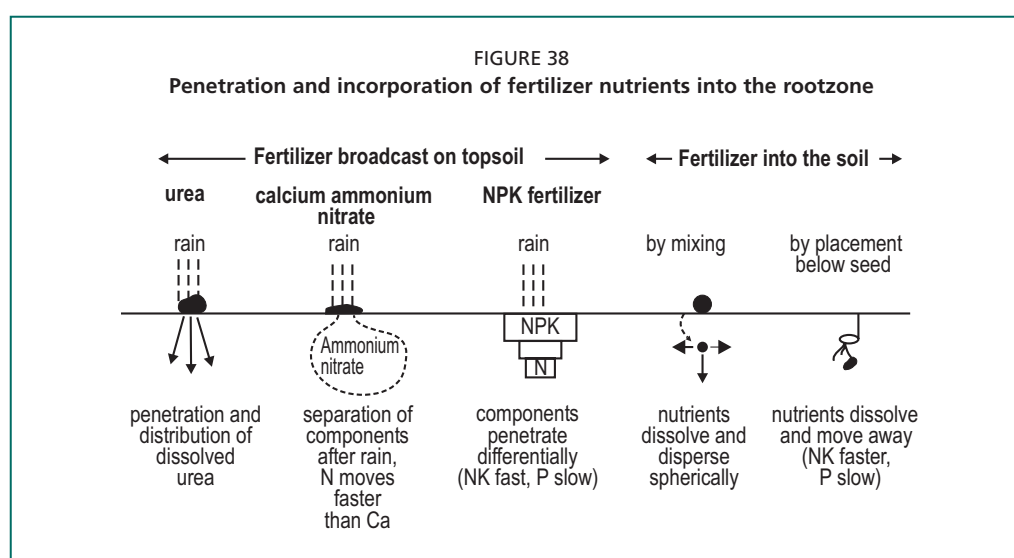 FIGURE 38
Penetration and incorporation of fertilizer nutrients into the rootzone
Fertilizer broadcast on topsoil
Fertilizer into the soil
urea
calcium ammonium
nitrate
NPK fertilizer
rain
rain
rain
by mixing
by placement
below seed
NPK
N
Ammonium
nitrate
penetration and
distribution of
dissolved
urea
separation of
components
after rain,
N moves
faster
than Ca
components
penetrate
differentially
(NK fast, P slow)
nutrients
dissolve and
disperse
spherically
nutrients dissolve
and move away
(NK faster,
P slow)